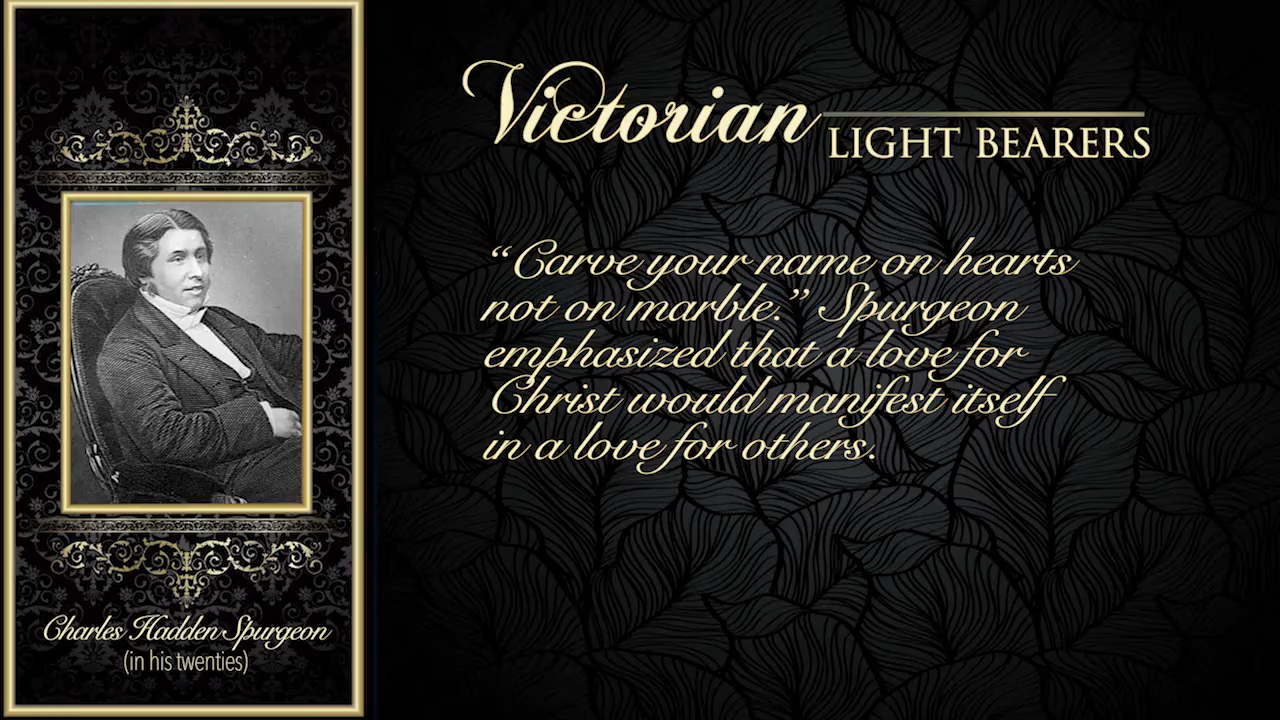 Victorian
LIGHT BEARERS
“Carve your name on hearts
not on marble.” Spurgeon
emphasized that a love for
Christ would manifest itself
in a love for others.
Charles Hadden Spurgeon
(in his twenties)